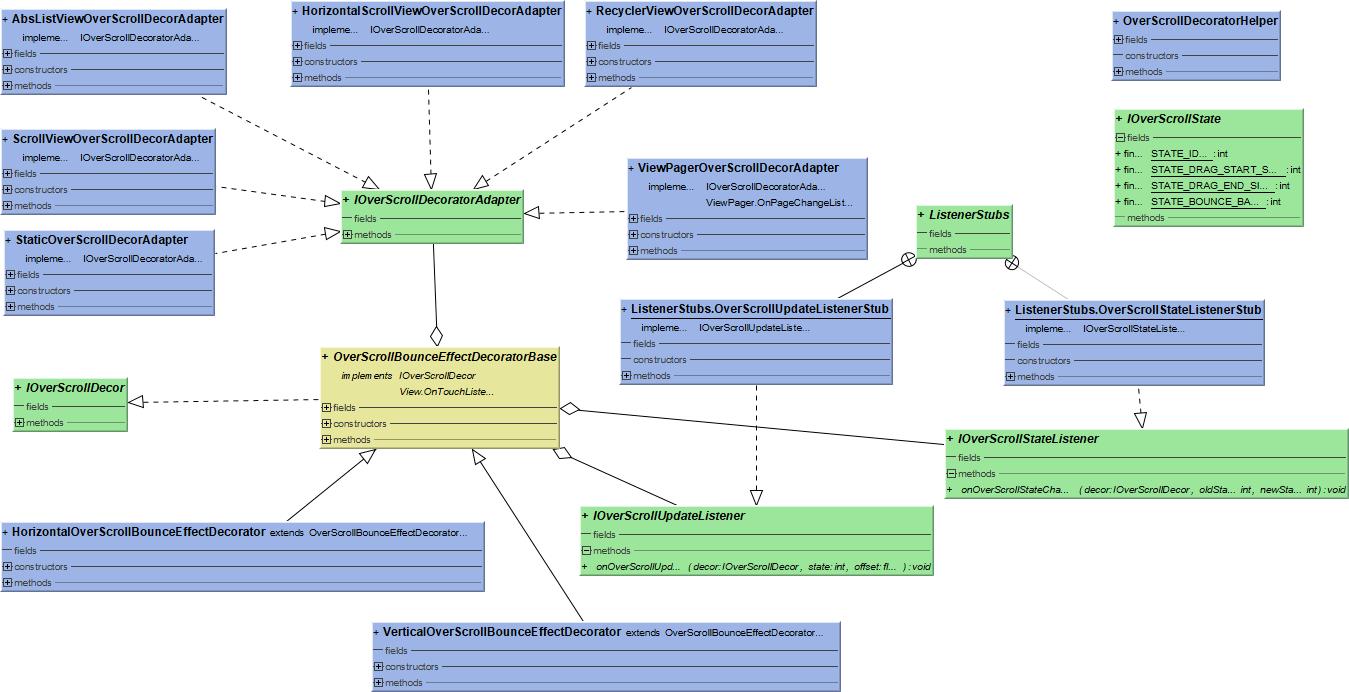 + AbsListViewOverScrollDecorAdapter
impleme... IOverScrollDecoratorAda...
fields
constructors
methods
+ HorizontalScrollViewOverScrollDecorAdapter
impleme... IOverScrollDecoratorAda...
fields
constructors
methods
+ RecyclerViewOverScrollDecorAdapter
impleme... IOverScrollDecoratorAda...
fields
constructors
methods
+ OverScrollDecoratorHelper
fields
constructors
methods
+ IOverScrollState
fields
+ fin... STATE_ID... : int
+ fin... STATE_DRAG_START_S... : int
+ fin... STATE_DRAG_END_SI... : int
+ fin... STATE_BOUNCE_BA... : int
methods
+ ScrollViewOverScrollDecorAdapter
impleme... IOverScrollDecoratorAda...
fields
constructors
methods
+ IOverScrollDecoratorAdapter
fields
methods
+ ViewPagerOverScrollDecorAdapter
impleme... IOverScrollDecoratorAda...
ViewPager.OnPageChangeList...
fields
constructors
methods
+ ListenerStubs
fields
methods
+ StaticOverScrollDecorAdapter
impleme... IOverScrollDecoratorAda...
fields
constructors
methods
+ ListenerStubs.OverScrollUpdateListenerStub
impleme... IOverScrollUpdateListe...
fields
constructors
methods
+ ListenerStubs.OverScrollStateListenerStub
impleme... IOverScrollStateListe...
fields
constructors
methods
+ OverScrollBounceEffectDecoratorBase
implements IOverScrollDecor
View.OnTouchListe...
fields
constructors
methods
+ IOverScrollDecor
fields
methods
+ IOverScrollStateListener
fields
methods
+ onOverScrollStateCha... ( decor: IOverScrollDecor, oldSta... int, newSta... int) : void
+ IOverScrollUpdateListener
fields
methods
+ onOverScrollUpd... ( decor: IOverScrollDecor, state: int, offset: fl... ) : void
+ HorizontalOverScrollBounceEffectDecorator extends OverScrollBounceEffectDecorator...
fields
constructors
methods
+ VerticalOverScrollBounceEffectDecorator extends OverScrollBounceEffectDecorator...
fields
constructors
methods